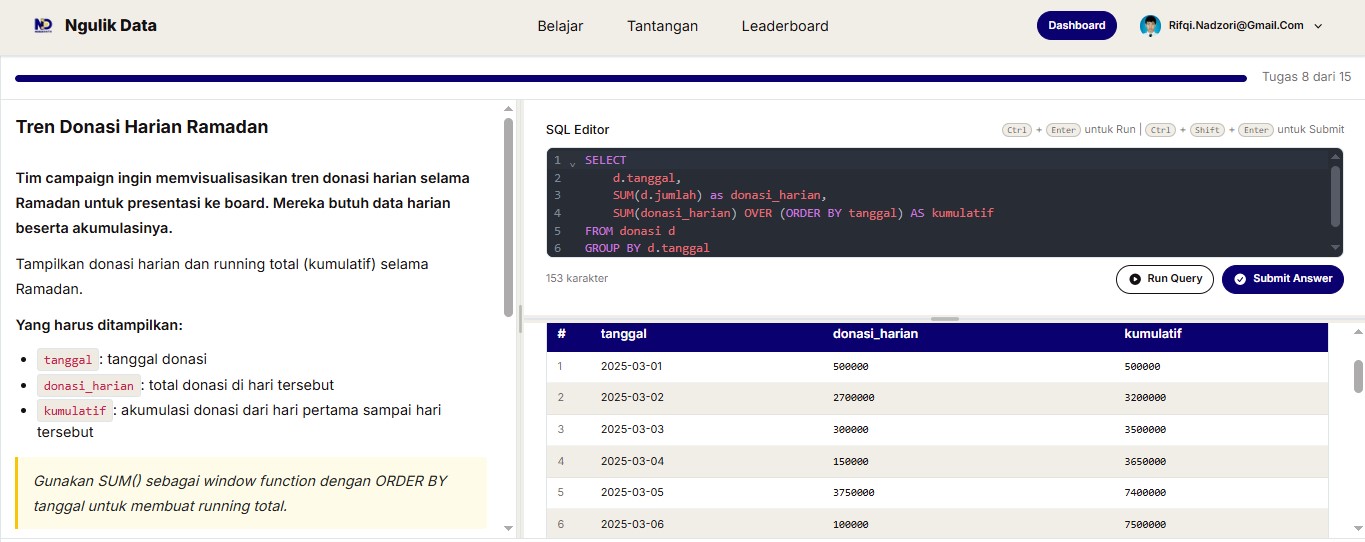 Ngulik Data
Belajar
Tantangan
Leaderboard
Dashboard
Rifqi.Nadzori@Gmail.Com
Tugas 8 dari 15
Tren Donasi Harian Ramadan
Tim campaign ingin memvisualisasikan tren donasi harian selama
Ramadan untuk presentasi ke board. Mereka butuh data harian
beserta akumulasinya.
Tampilkan donasi harian dan running total (kumulatif) selama
Ramadan.
Yang harus ditampilkan:
tanggal : tanggal donasi
donasi_harian : total donasi di hari tersebut
kumulatif : akumulasi donasi dari hari pertama sampai hari
tersebut
Gunakan SUM() sebagai window function dengan ORDER BY
tanggal untuk membuat running total.
SQL Editor
Ctrl + Enter untuk Run | Ctrl + Shift + Enter untuk Submit
1 SELECT
2 d.tanggal,
3 SUM(d.jumlah) as donasi_harian,
4 SUM(donasi_harian) OVER (ORDER BY tanggal) AS kumulatif
5 FROM donasi d
6 GROUP BY d.tanggal
153 karakter
Run Query
Submit Answer
# tanggal donasi_harian kumulatif
1 2025-03-01 500000 500000
2 2025-03-02 2700000 3200000
3 2025-03-03 300000 3500000
4 2025-03-04 150000 3650000
5 2025-03-05 3750000 7400000
6 2025-03-06 100000 7500000